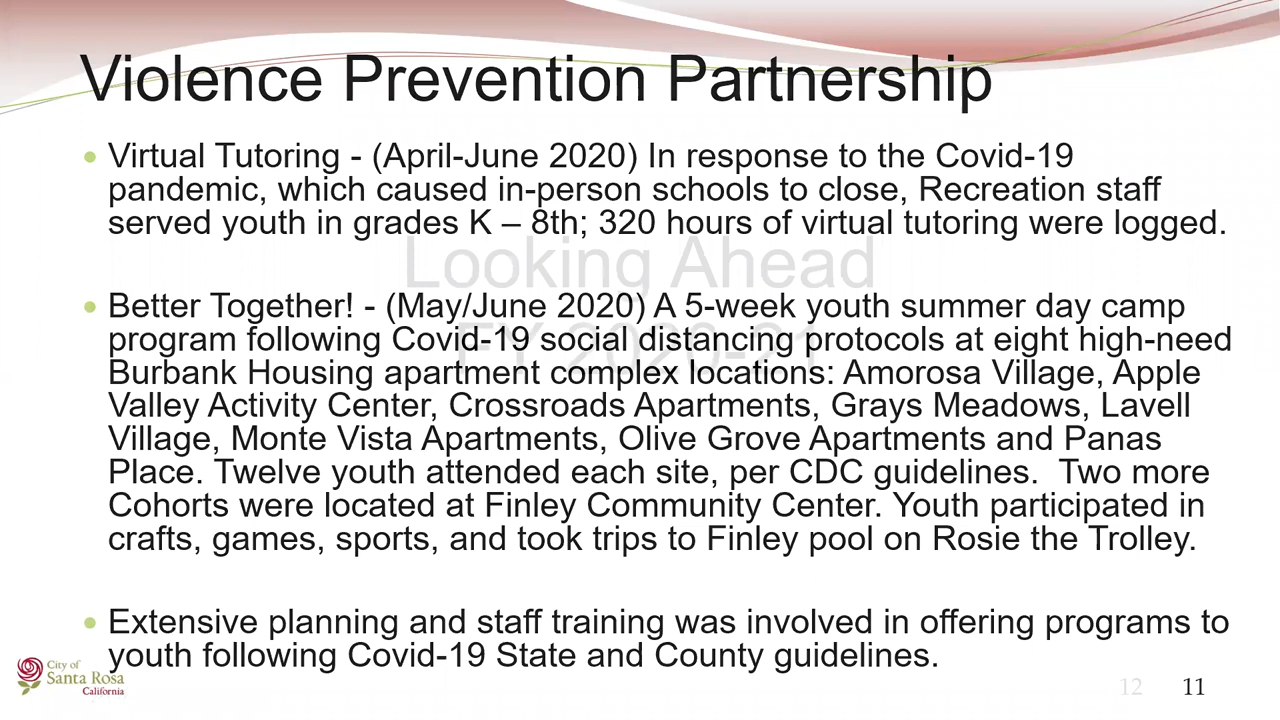 Violence Prevention Partnership
• Virtual Tutoring - (April-June 2020) In response to the Covid-19
pandemic, which caused in-person schools to close, Recreation staff
served youth in grades K – 8th; 320 hours of virtual tutoring were logged.
Looking Ahead
• Better Together! - (May/June 2020) A 5-week youth summer day camp
program following Covid-19 social distancing protocols at eight high-need
FY 2020-21
Burbank Housing apartment complex locations: Amorosa Village, Apple
Valley Activity Center, Crossroads Apartments, Grays Meadows, Lavell
Village, Monte Vista Apartments, Olive Grove Apartments and Panas
Place. Twelve youth attended each site, per CDC guidelines.  Two more
Cohorts were located at Finley Community Center. Youth participated in
crafts, games, sports, and took trips to Finley pool on Rosie the Trolley.
• Extensive planning and staff training was involved in offering programs to
youth following Covid-19 State and County guidelines.
City of
Santa Rosa
California
12 11